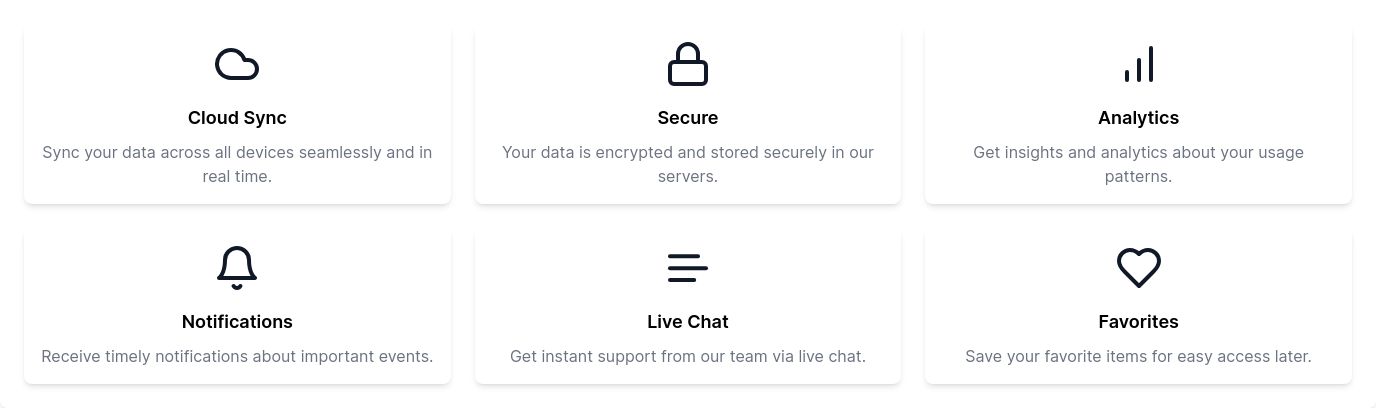 Cloud Sync
Sync your data across all devices seamlessly and in
real time.
Secure
Your data is encrypted and stored securely in our
servers.
Analytics
Get insights and analytics about your usage
patterns.
Notifications
Receive timely notifications about important events.
Live Chat
Get instant support from our team via live chat.
Favorites
Save your favorite items for easy access later.